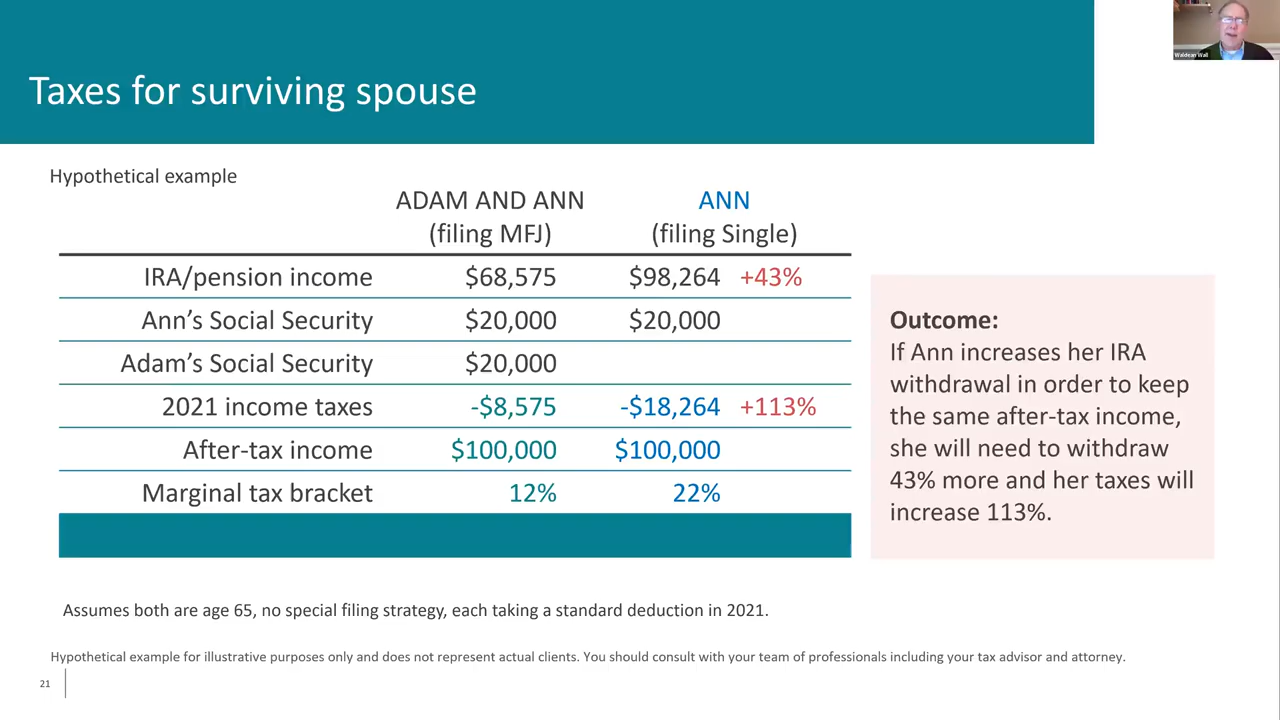 Waldean Wall
Taxes for surviving spouse
Hypothetical example
ADAM AND ANN ANN
(filing MFJ) (filing Single)
IRA/pension income $68,575 $98,264 +43%
Ann's Social Security $20,000 $20,000
Adam's Social Security $20,000
2021 income taxes -$8,575 -$18,264 +113%
After-tax income $100,000 $100,000
Marginal tax bracket 12% 22%
Outcome:
If Ann increases her IRA
withdrawal in order to keep
the same after-tax income,
she will need to withdraw
43% more and her taxes will
increase 113%.
Assumes both are age 65, no special filing strategy, each taking a standard deduction in 2021.
Hypothetical example for illustrative purposes only and does not represent actual clients. You should consult with your team of professionals including your tax advisor and attorney.
21